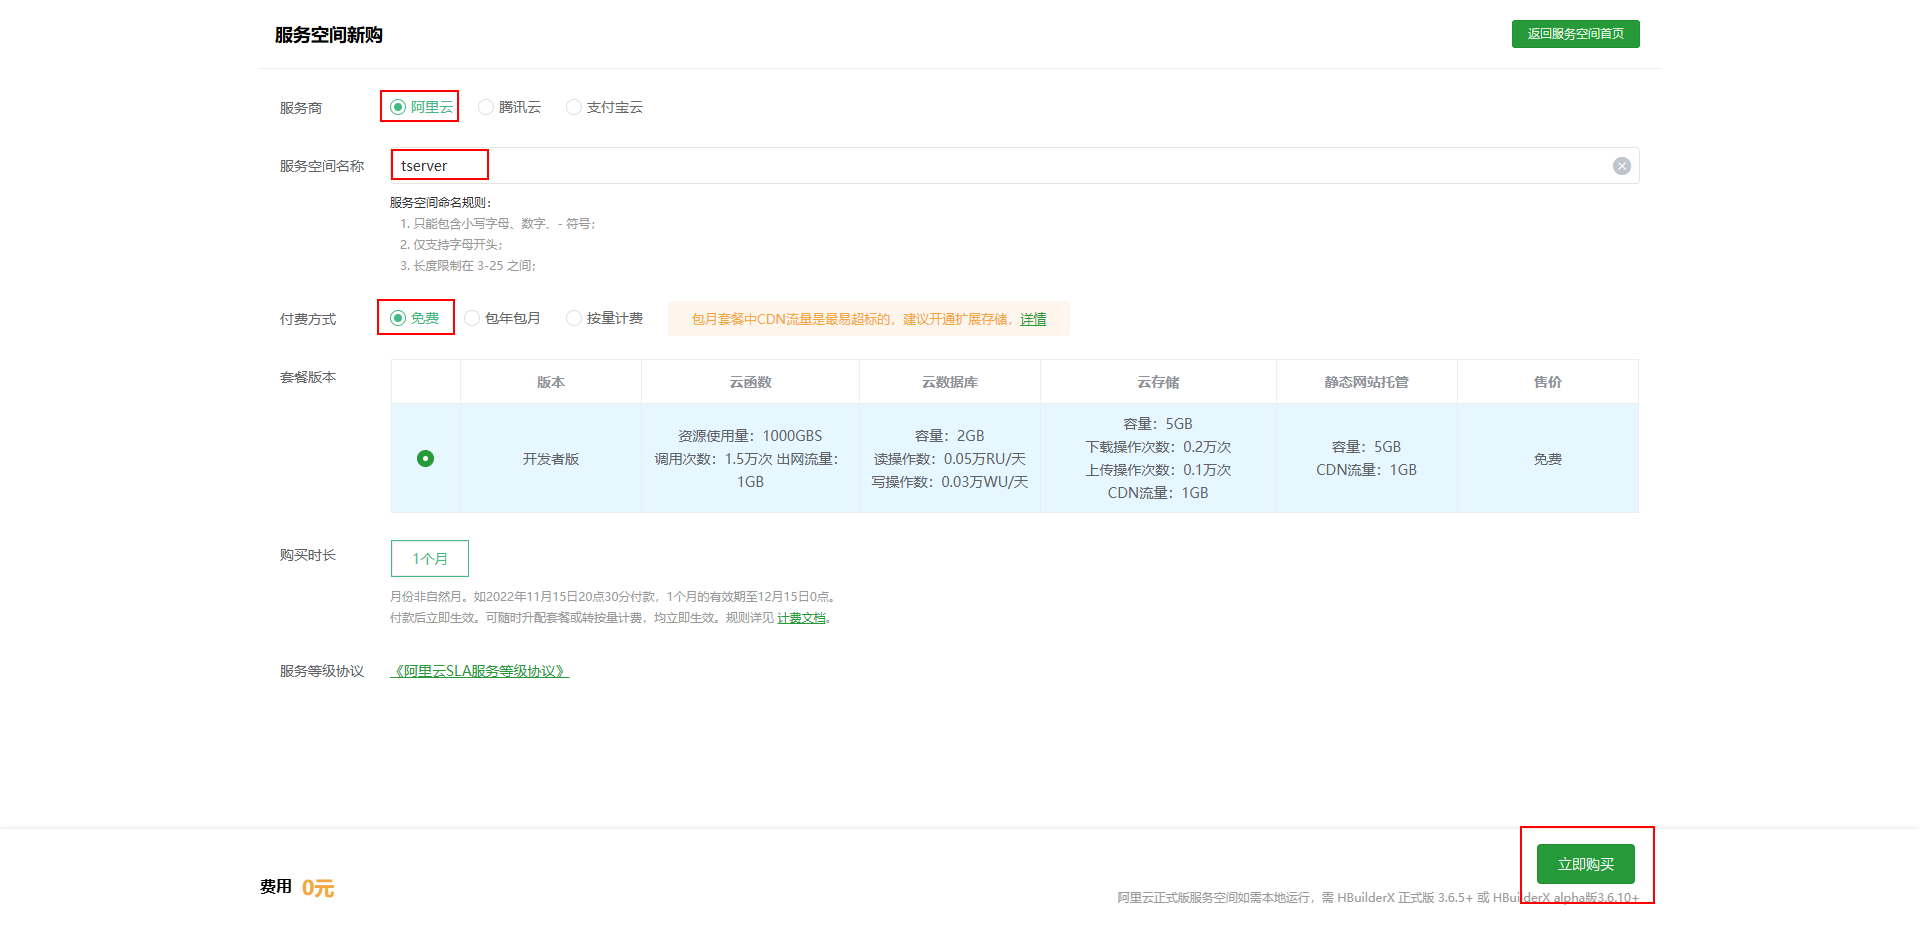 服务空间新购
返回服务空间首页
服务商
阿里云
腾讯云
支付宝云
服务空间名称
tserver
服务空间命名规则：
1. 只能包含小写字母、数字、- 符号；
2. 仅支持字母开头；
3. 长度限制在 3-25 之间；
付费方式
免费
包年包月
按量计费
包月套餐中CDN流量是最易超标的，建议开通扩展存储，详情
套餐版本
版本
云函数
云数据库
云存储
静态网站托管
售价
开发者版
资源使用量：1000GBS
调用次数：1.5万次 出网流量：
1GB
容量：2GB
读操作数：0.05万RU/天
写操作数：0.03万WU/天
容量：5GB
下载操作次数：0.2万次
上传操作次数：0.1万次
CDN流量：1GB
容量：5GB
CDN流量：1GB
免费
购买时长
1个月
月份非自然月。如2022年11月15日20点30分付款，1个月的有效期至12月15日0点。
付款后立即生效。可随时升配套餐或转按量计费，均立即生效。规则详见 计费文档。
服务等级协议
《阿里云SLA服务等级协议》
费用 0元
立即购买
阿里云正式版服务空间如需本地运行，需 HBuilderX 正式版 3.6.5+ 或 HBuilderX alpha版3.6.10+